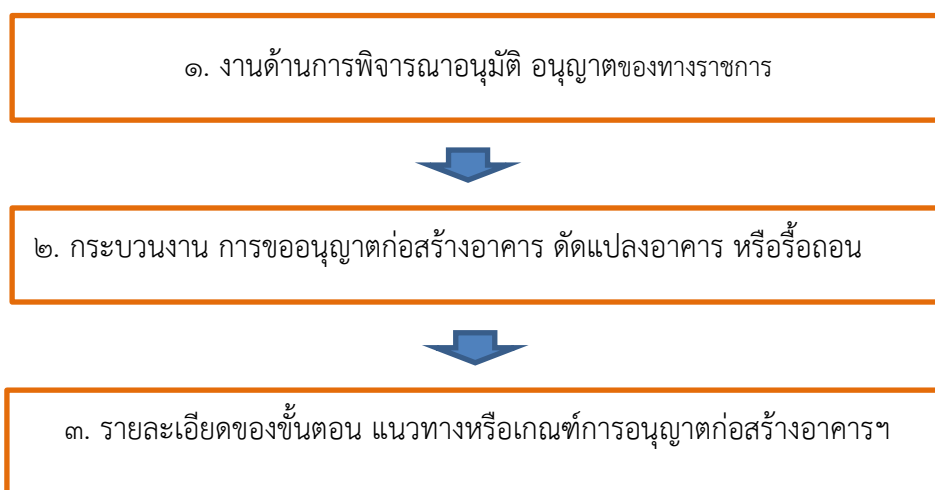 ๑. งานด้านการพิจารณาอนุมัติ อนุญาตของทางราชการ
๒. กระบวนงาน การขออนุญาตก่อสร้างอาคาร ดัดแปลงอาคาร หรือรื้อถอน
๓. รายละเอียดของขั้นตอน แนวทางหรือเกณฑ์การอนุญาตก่อสร้างอาคารฯ